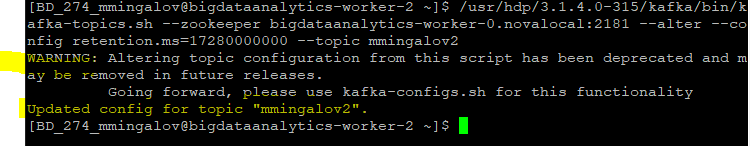 [BD_274_mmingalov@bigdataanalytics-worker-2 ~]$ /usr/hdp/3.1.4.0-315/kafka/bin/k
afka-topics.sh --zookeeper bigdataanalytics-worker-0.novalocal:2181 --alter --co
nfig retention.ms=17280000000 --topic mmingalov2
WARNING: Altering topic configuration from this script has been deprecated and m
ay be removed in future releases.
         Going forward, please use kafka-configs.sh for this functionality
Updated config for topic "mmingalov2".
[BD_274_mmingalov@bigdataanalytics-worker-2 ~]$